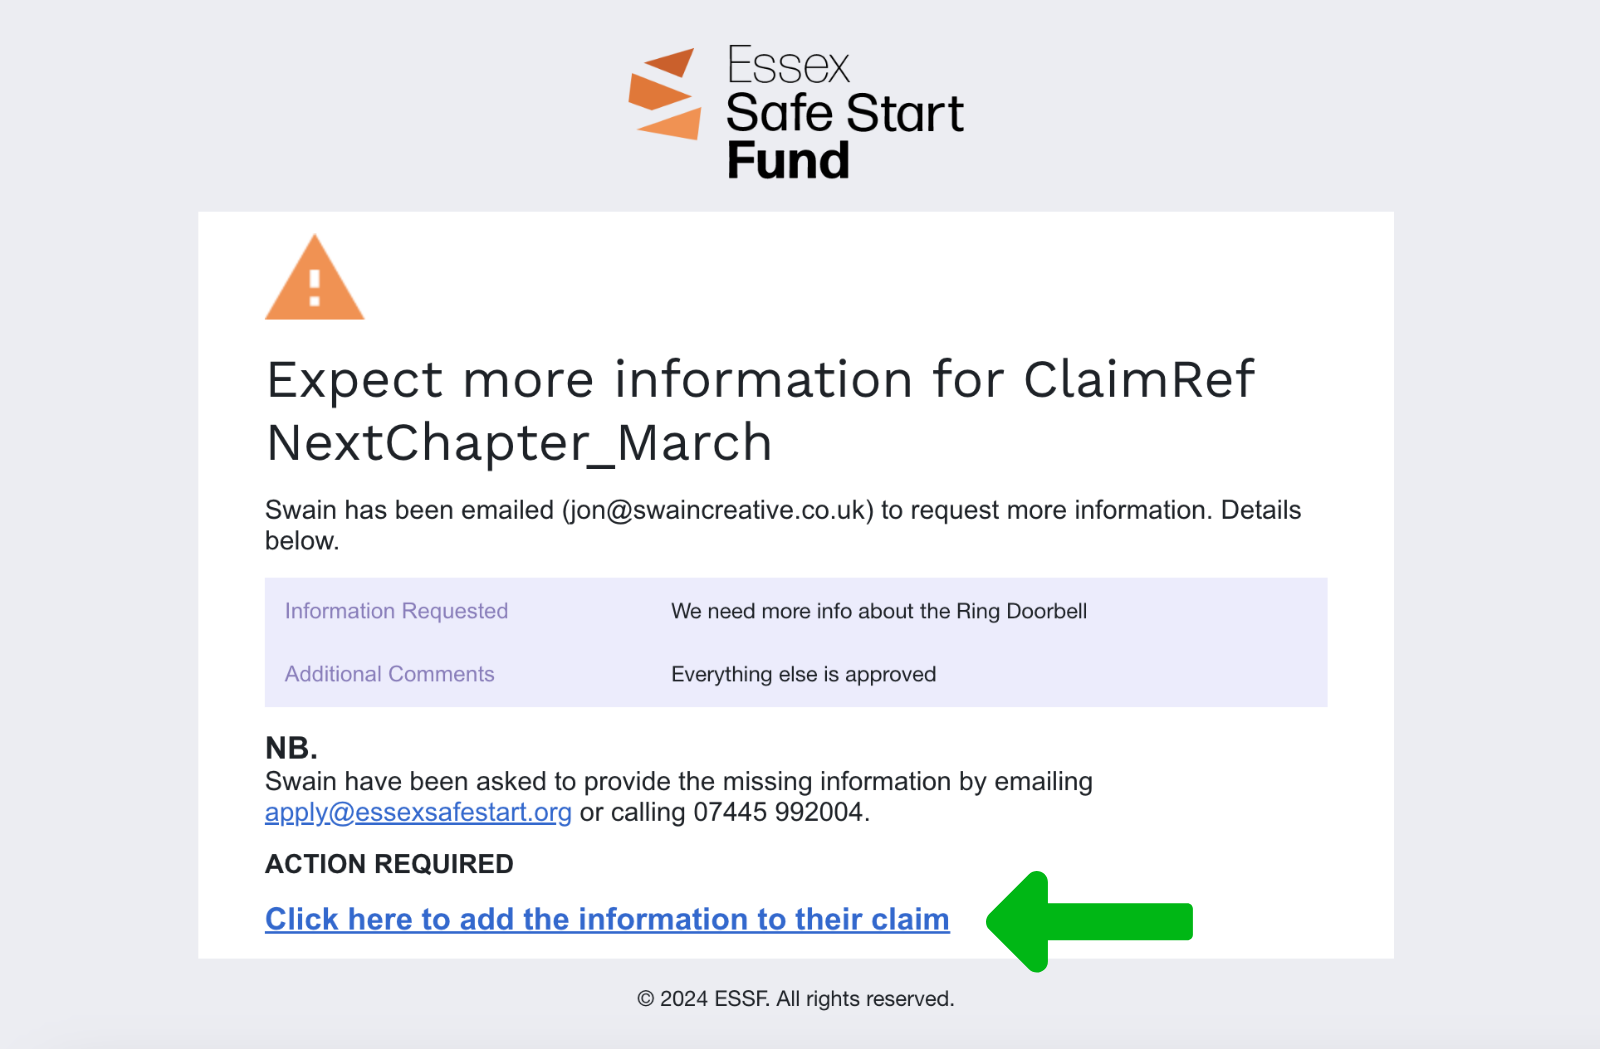 Essex
Safe Start
Fund
Expect more information for ClaimRef
NextChapter_March
Swain has been emailed (jon@swaincreative.co.uk) to request more information. Details
below.
Information Requested We need more info about the Ring Doorbell
Additional Comments Everything else is approved
NB.
Swain have been asked to provide the missing information by emailing
apply@essexsafestart.org or calling 07445 992004.
ACTION REQUIRED
Click here to add the information to their claim
© 2024 ESSF. All rights reserved.